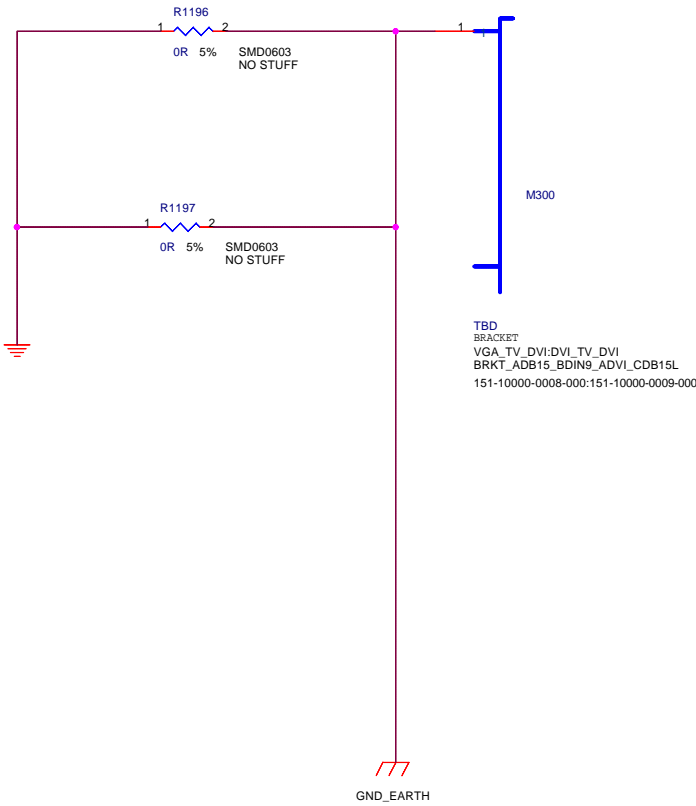 R1196
1 2
0R 5% SMD0603
NO STUFF
1
1
M300
R1197
1 2
0R 5% SMD0603
NO STUFF
TBD
BRACKET
VGA_TV_DVI:DVI_TV_DVI
BRKT_ADB15_BDIN9_ADVI_CDB15L
151-10000-0008-000:151-10000-0009-000
GND_EARTH